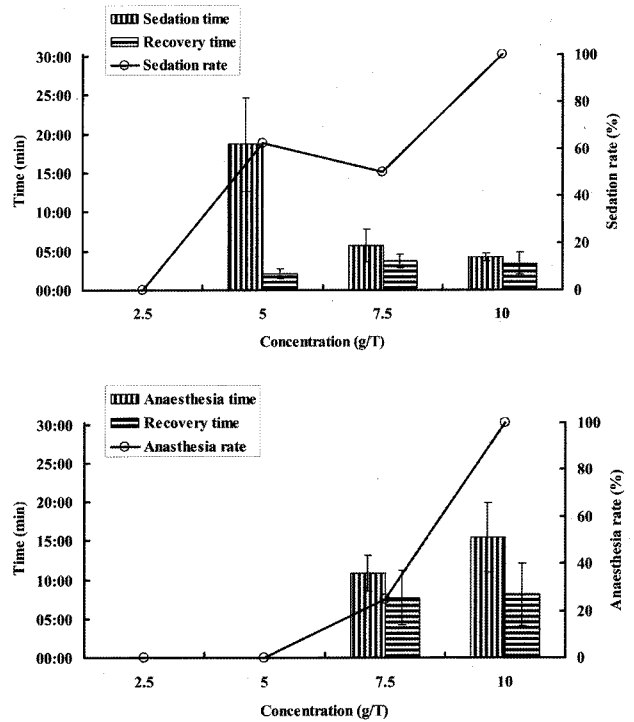 Sedation time
Recovery time
Sedation rate
30:00
25:00
20:00
15:00
10:00
05:00
00:00
Time (min)
100
80
60
40
20
0
Sedation rate (%)
2.5 5 7.5 10
Concentration (g/T)
Anaesthesia time
Recovery time
Anasthesia rate
30:00
25:00
20:00
15:00
10:00
05:00
00:00
Time (min)
100
80
60
40
20
0
Anaesthesia rate (%)
2.5 5 7.5 10
Concentration (g/T)